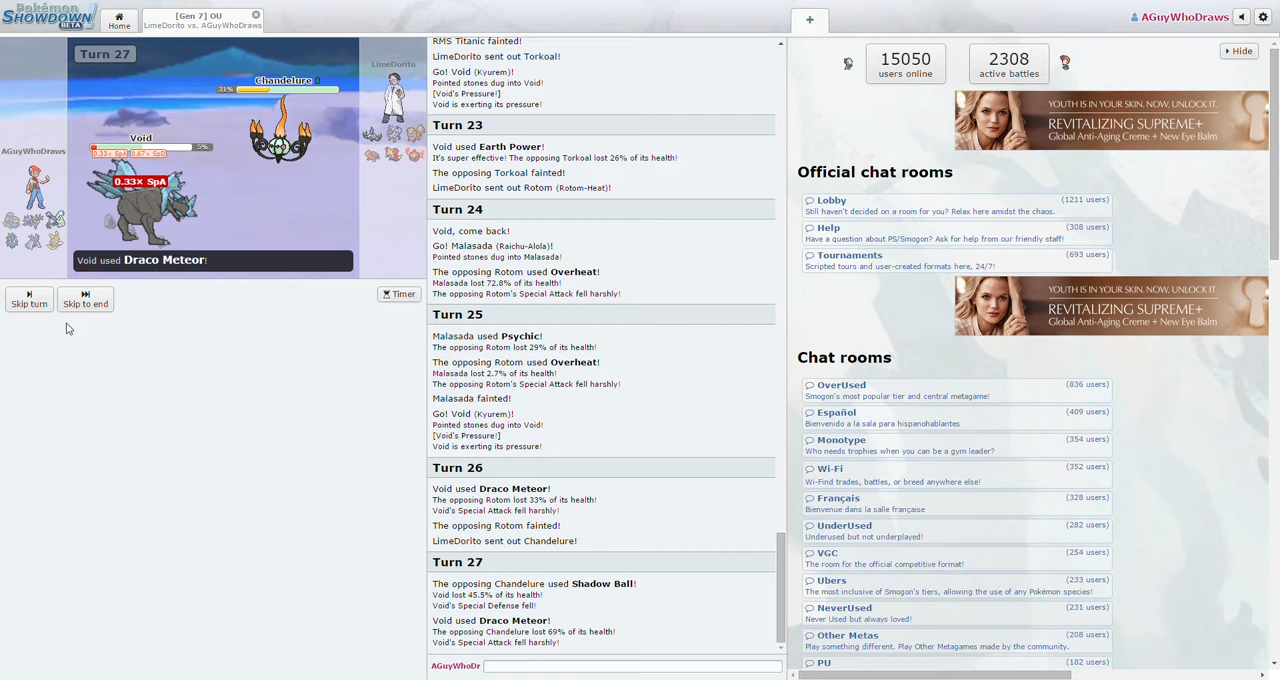 Pokémon
SHOWDOWN
BETA
Home
[Gen 7] OU
LimeDorito vs. AGuyWhoDraws
+
AGuyWhoDraws
Turn 27
Chandelure
31%
LimeDorito
Void
5%
0.33× SpA 0.67× SpD
AGuyWhoDraws
0.33× SpA
Void used Draco Meteor!
Skip turn
Skip to end
Timer
RMS Titanic fainted!
LimeDorito sent out Torkoal!
Go! Void (Kyurem)!
Pointed stones dug into Void!
[Void's Pressure!]
Void is exerting its pressure!
Turn 23
Void used Earth Power!
It's super effective! The opposing Torkoal lost 26% of its health!
The opposing Torkoal fainted!
LimeDorito sent out Rotom (Rotom-Heat)!
Turn 24
Void, come back!
Go! Malasada (Raichu-Alola)!
Pointed stones dug into Malasada!
The opposing Rotom used Overheat!
Malasada lost 72.8% of its health!
The opposing Rotom's Special Attack fell harshly!
Turn 25
Malasada used Psychic!
The opposing Rotom lost 29% of its health!
The opposing Rotom used Overheat!
Malasada lost 2.7% of its health!
The opposing Rotom's Special Attack fell harshly!
Malasada fainted!
Go! Void (Kyurem)!
Pointed stones dug into Void!
[Void's Pressure!]
Void is exerting its pressure!
Turn 26
Void used Draco Meteor!
The opposing Rotom lost 33% of its health!
Void's Special Attack fell harshly!
The opposing Rotom fainted!
LimeDorito sent out Chandelure!
Turn 27
The opposing Chandelure used Shadow Ball!
Void lost 45.5% of its health!
Void's Special Defense fell!
Void used Draco Meteor!
The opposing Chandelure lost 69% of its health!
Void's Special Attack fell harshly!
AGuyWhoDr
15050
users online
2308
active battles
Hide
YOUTH IS IN YOUR SKIN. NOW, UNLOCK IT.
REVITALIZING SUPREME+
Global Anti-Aging Creme + New Eye Balm
Official chat rooms
Lobby (1211 users)
Still haven't decided on a room for you? Relax here amidst the chaos.
Help (308 users)
Have a question about PS/Smogon? Ask for help from our friendly staff!
Tournaments (693 users)
Scripted tours and user-created formats here, 24/7!
YOUTH IS IN YOUR SKIN. NOW, UNLOCK IT.
REVITALIZING SUPREME+
Global Anti-Aging Creme + New Eye Balm
Chat rooms
OverUsed (836 users)
Smogon's most popular tier and central metagame!
Español (409 users)
Bienvenido a la sala para hispanohablantes
Monotype (354 users)
Who needs trophies when you can be a gym leader?
Wi-Fi (352 users)
Wi-Find trades, battles, or breed anywhere else!
Français (328 users)
Bienvenue dans la salle française
UnderUsed (282 users)
Underused but not underplayed!
VGC (254 users)
The room for the official competitive format!
Ubers (233 users)
The most inclusive of Smogon's tiers, allowing the use of any Pokémon species!
NeverUsed (231 users)
Never Used but always loved!
Other Metas (208 users)
Play something different. Play Other Metagames made by the community.
PU (182 users)